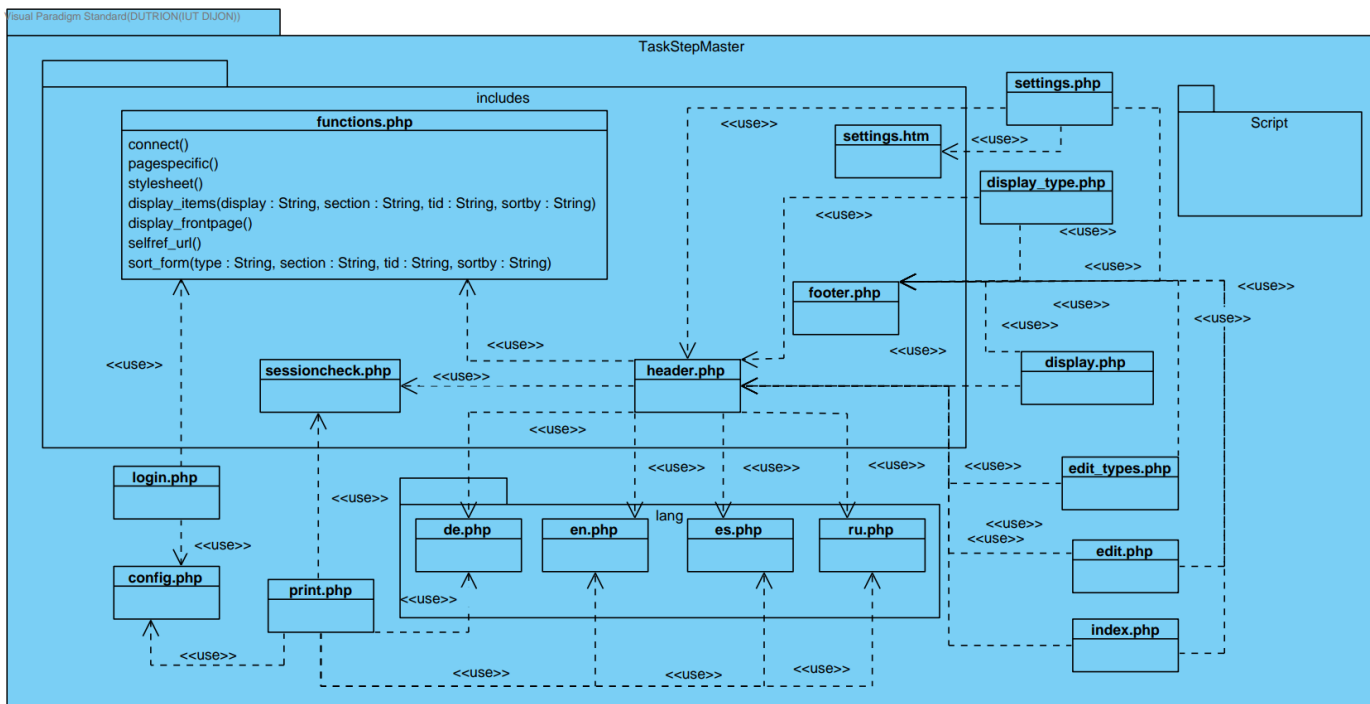 Visual Paradigm Standard(DUTRION(IUT DIJON))
TaskStepMaster
includes
functions.php
connect()
pagespecific()
stylesheet()
display_items(display : String, section : String, tid : String, sortby : String)
display_frontpage()
selfref_url()
sort_form(type : String, section : String, tid : String, sortby : String)
settings.php
<<use>>
settings.htm
<<use>>
Script
display_type.php
<<use>>
<<use>>
<<use>>
footer.php
<<use>>
<<use>>
<<use>>
<<use>>
<<use>>
<<use>>
<<use>>
<<use>>
sessioncheck.php
<<use>>
header.php
display.php
<<use>>
<<use>>
<<use>>
<<use>>
<<use>>
login.php
<<use>>
edit_types.php
lang
de.php
en.php
es.php
ru.php
<<use>>
<<use>>
<<use>>
edit.php
config.php
print.php
<<use>>
index.php
<<use>>
<<use>>
<<use>>
<<use>>